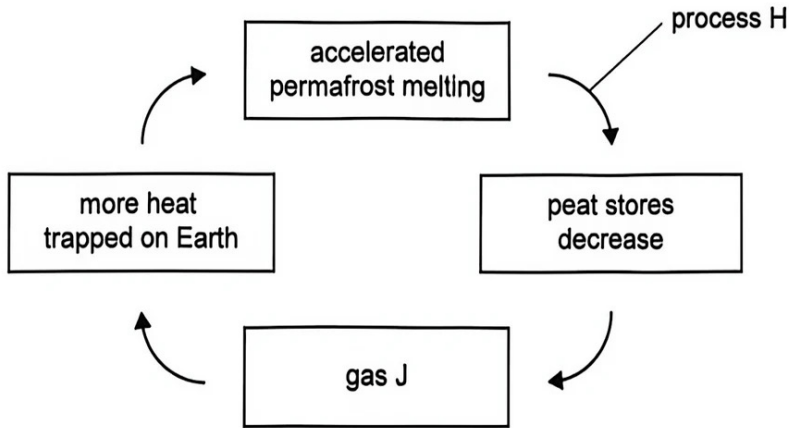 process H
accelerated
permafrost melting
peat stores
decrease
gas J
more heat
trapped on Earth